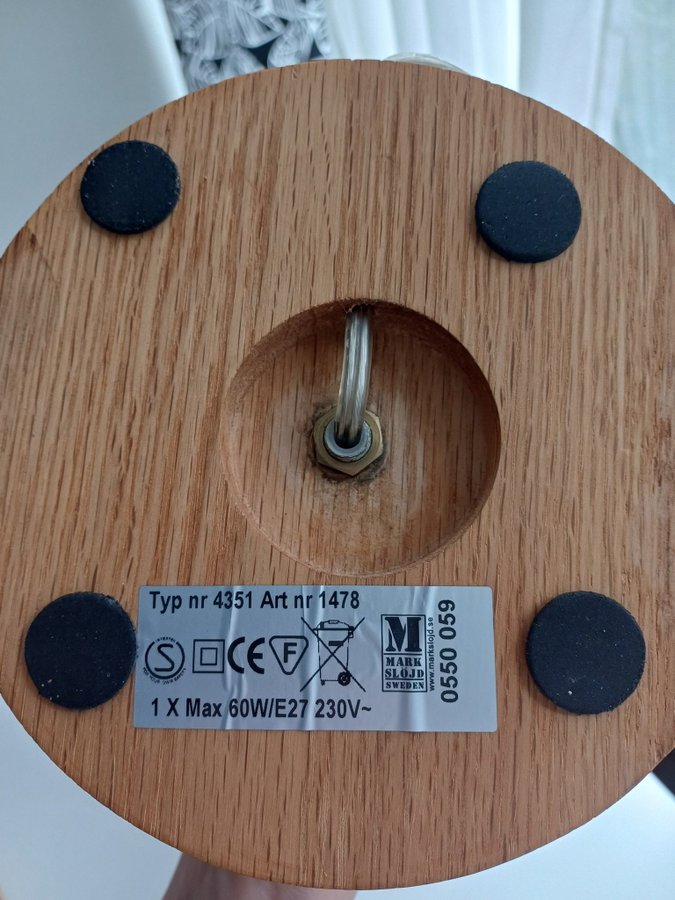 Typ nr 4351 Art nr 1478
S
CE
F
M
MARK
SLÖJD
SWEDEN
www.markslojd.se
0550 059
1 X Max 60W/E27 230V~